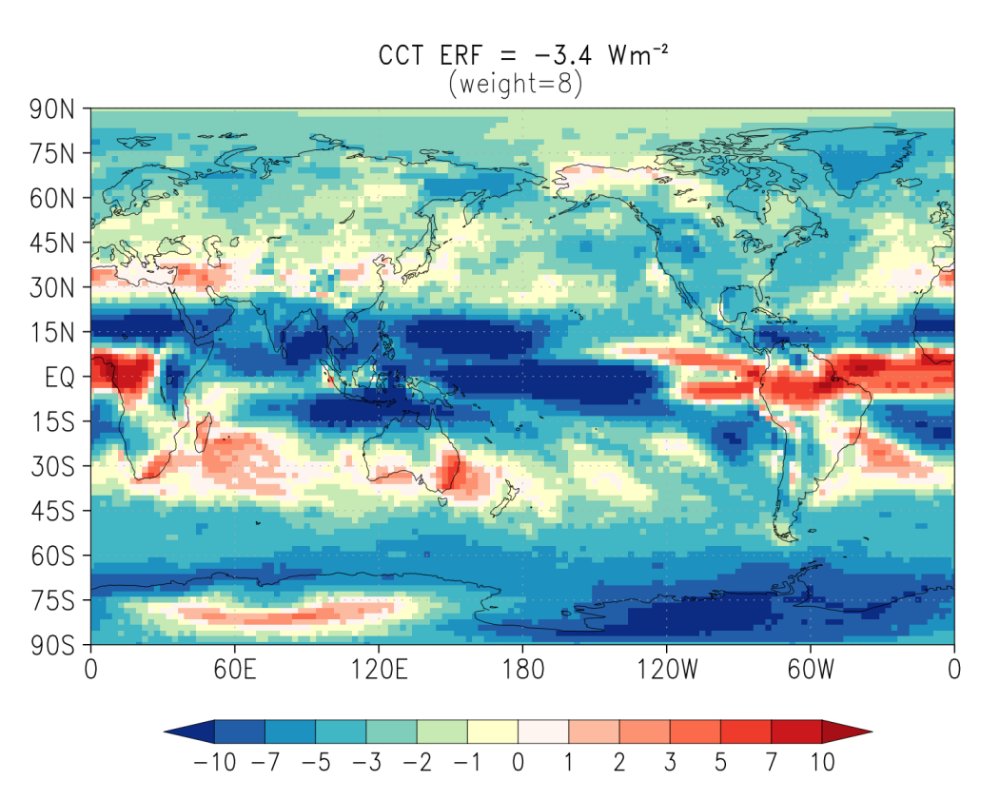 CCT ERF = −3.4 Wm⁻²
(weight=8)
90N
75N
60N
45N
30N
15N
EQ
15S
30S
45S
60S
75S
90S
0 60E 120E 180 120W 60W 0
−10 −7 −5 −3 −2 −1 0 1 2 3 5 7 10